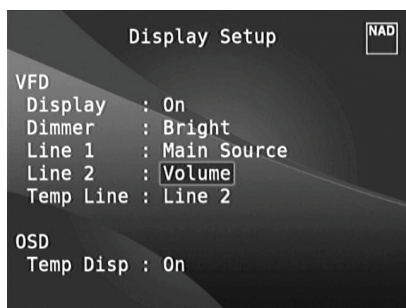 Display Setup
NAD
VFD
Display : On
Dimmer : Bright
Line 1 : Main Source
Line 2 : Volume
Temp Line : Line 2
OSD
Temp Disp : On